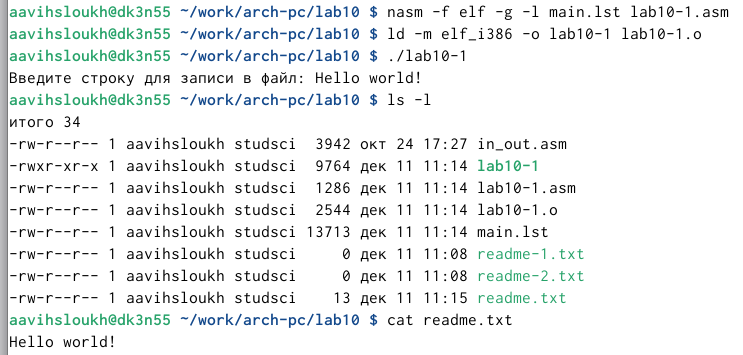 aavihsloukh@dk3n55 ~/work/arch-pc/lab10 $ nasm -f elf -g -l main.lst lab10-1.asm
aavihsloukh@dk3n55 ~/work/arch-pc/lab10 $ ld -m elf_i386 -o lab10-1 lab10-1.o
aavihsloukh@dk3n55 ~/work/arch-pc/lab10 $ ./lab10-1
Введите строку для записи в файл: Hello world!
aavihsloukh@dk3n55 ~/work/arch-pc/lab10 $ ls -l
итого 34
-rw-r--r-- 1 aavihsloukh studsci  3942 окт 24 17:27 in_out.asm
-rwxr-xr-x 1 aavihsloukh studsci  9764 дек 11 11:14 lab10-1
-rw-r--r-- 1 aavihsloukh studsci  1286 дек 11 11:14 lab10-1.asm
-rw-r--r-- 1 aavihsloukh studsci  2544 дек 11 11:14 lab10-1.o
-rw-r--r-- 1 aavihsloukh studsci 13713 дек 11 11:14 main.lst
-rw-r--r-- 1 aavihsloukh studsci     0 дек 11 11:08 readme-1.txt
-rw-r--r-- 1 aavihsloukh studsci     0 дек 11 11:08 readme-2.txt
-rw-r--r-- 1 aavihsloukh studsci    13 дек 11 11:15 readme.txt
aavihsloukh@dk3n55 ~/work/arch-pc/lab10 $ cat readme.txt
Hello world!